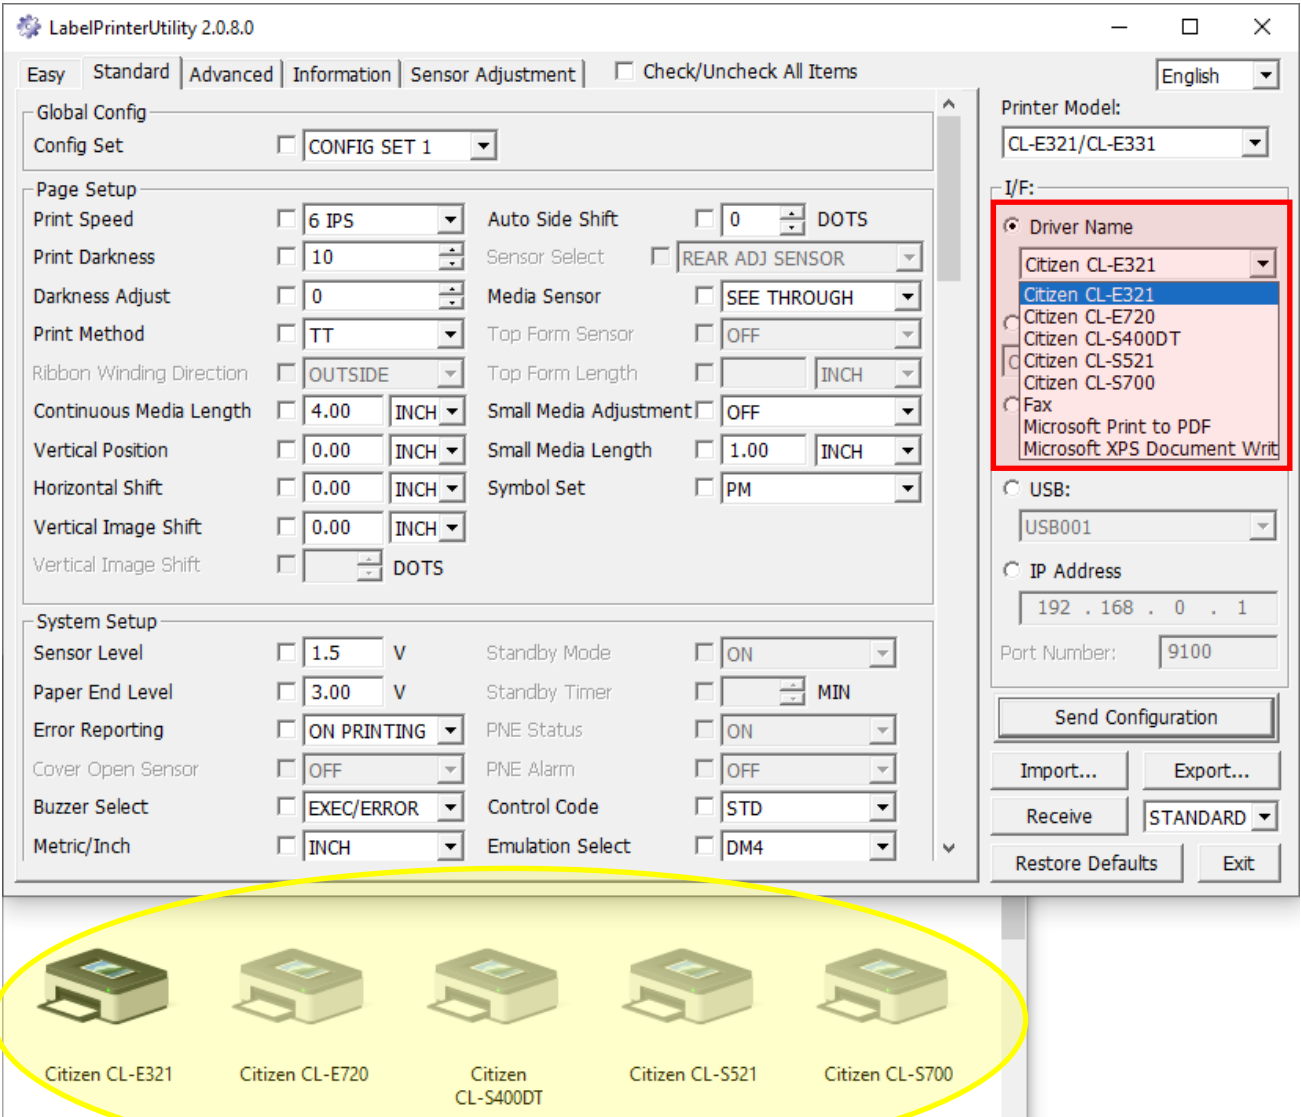 LabelPrinterUtility 2.0.8.0
Easy Standard Advanced Information Sensor Adjustment Check/Uncheck All Items English
Global Config
Config Set CONFIG SET 1
Page Setup
Print Speed 6 IPS Auto Side Shift 0 DOTS
Print Darkness 10 Sensor Select REAR ADJ SENSOR
Darkness Adjust 0 Media Sensor SEE THROUGH
Print Method TT Top Form Sensor OFF
Ribbon Winding Direction OUTSIDE Top Form Length INCH
Continuous Media Length 4.00 INCH Small Media Adjustment OFF
Vertical Position 0.00 INCH Small Media Length 1.00 INCH
Horizontal Shift 0.00 INCH Symbol Set PM
Vertical Image Shift 0.00 INCH
Vertical Image Shift DOTS
System Setup
Sensor Level 1.5 V Standby Mode ON
Paper End Level 3.00 V Standby Timer MIN
Error Reporting ON PRINTING PNE Status ON
Cover Open Sensor OFF PNE Alarm OFF
Buzzer Select EXEC/ERROR Control Code STD
Metric/Inch INCH Emulation Select DM4
Printer Model:
CL-E321/CL-E331
I/F:
Driver Name
Citizen CL-E321
Citizen CL-E321
Citizen CL-E720
Citizen CL-S400DT
Citizen CL-S521
Citizen CL-S700
Fax
Microsoft Print to PDF
Microsoft XPS Document Writ
USB:
USB001
IP Address
192 . 168 . 0 . 1
Port Number: 9100
Send Configuration
Import... Export...
Receive STANDARD
Restore Defaults Exit
Citizen CL-E321
Citizen CL-E720
Citizen
CL-S400DT
Citizen CL-S521
Citizen CL-S700